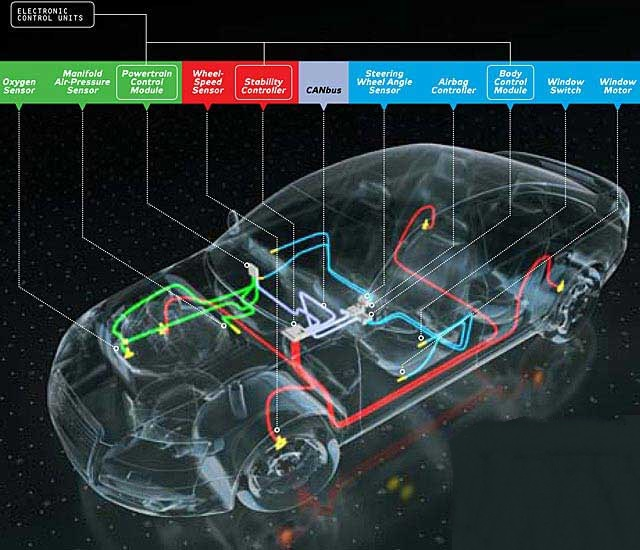 ELECTRONIC
CONTROL UNITS
Oxygen
Sensor
Manifold
Air-Pressure
Sensor
Powertrain
Control
Module
Wheel-
Speed
Sensor
Stability
Controller
CANbus
Steering
Wheel Angle
Sensor
Airbag
Controller
Body
Control
Module
Window
Switch
Window
Motor